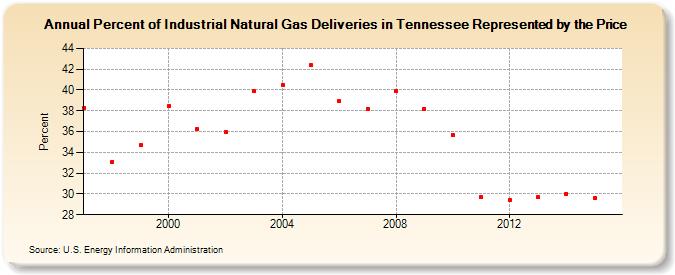 Annual Percent of Industrial Natural Gas Deliveries in Tennessee Represented by the Price
Percent
44
42
40
38
36
34
32
30
28
2000 2004 2008 2012
Source: U.S. Energy Information Administration